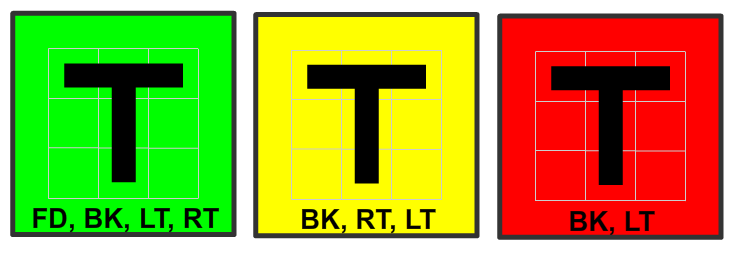 T
FD, BK, LT, RT
T
BK, RT, LT
T
BK, LT